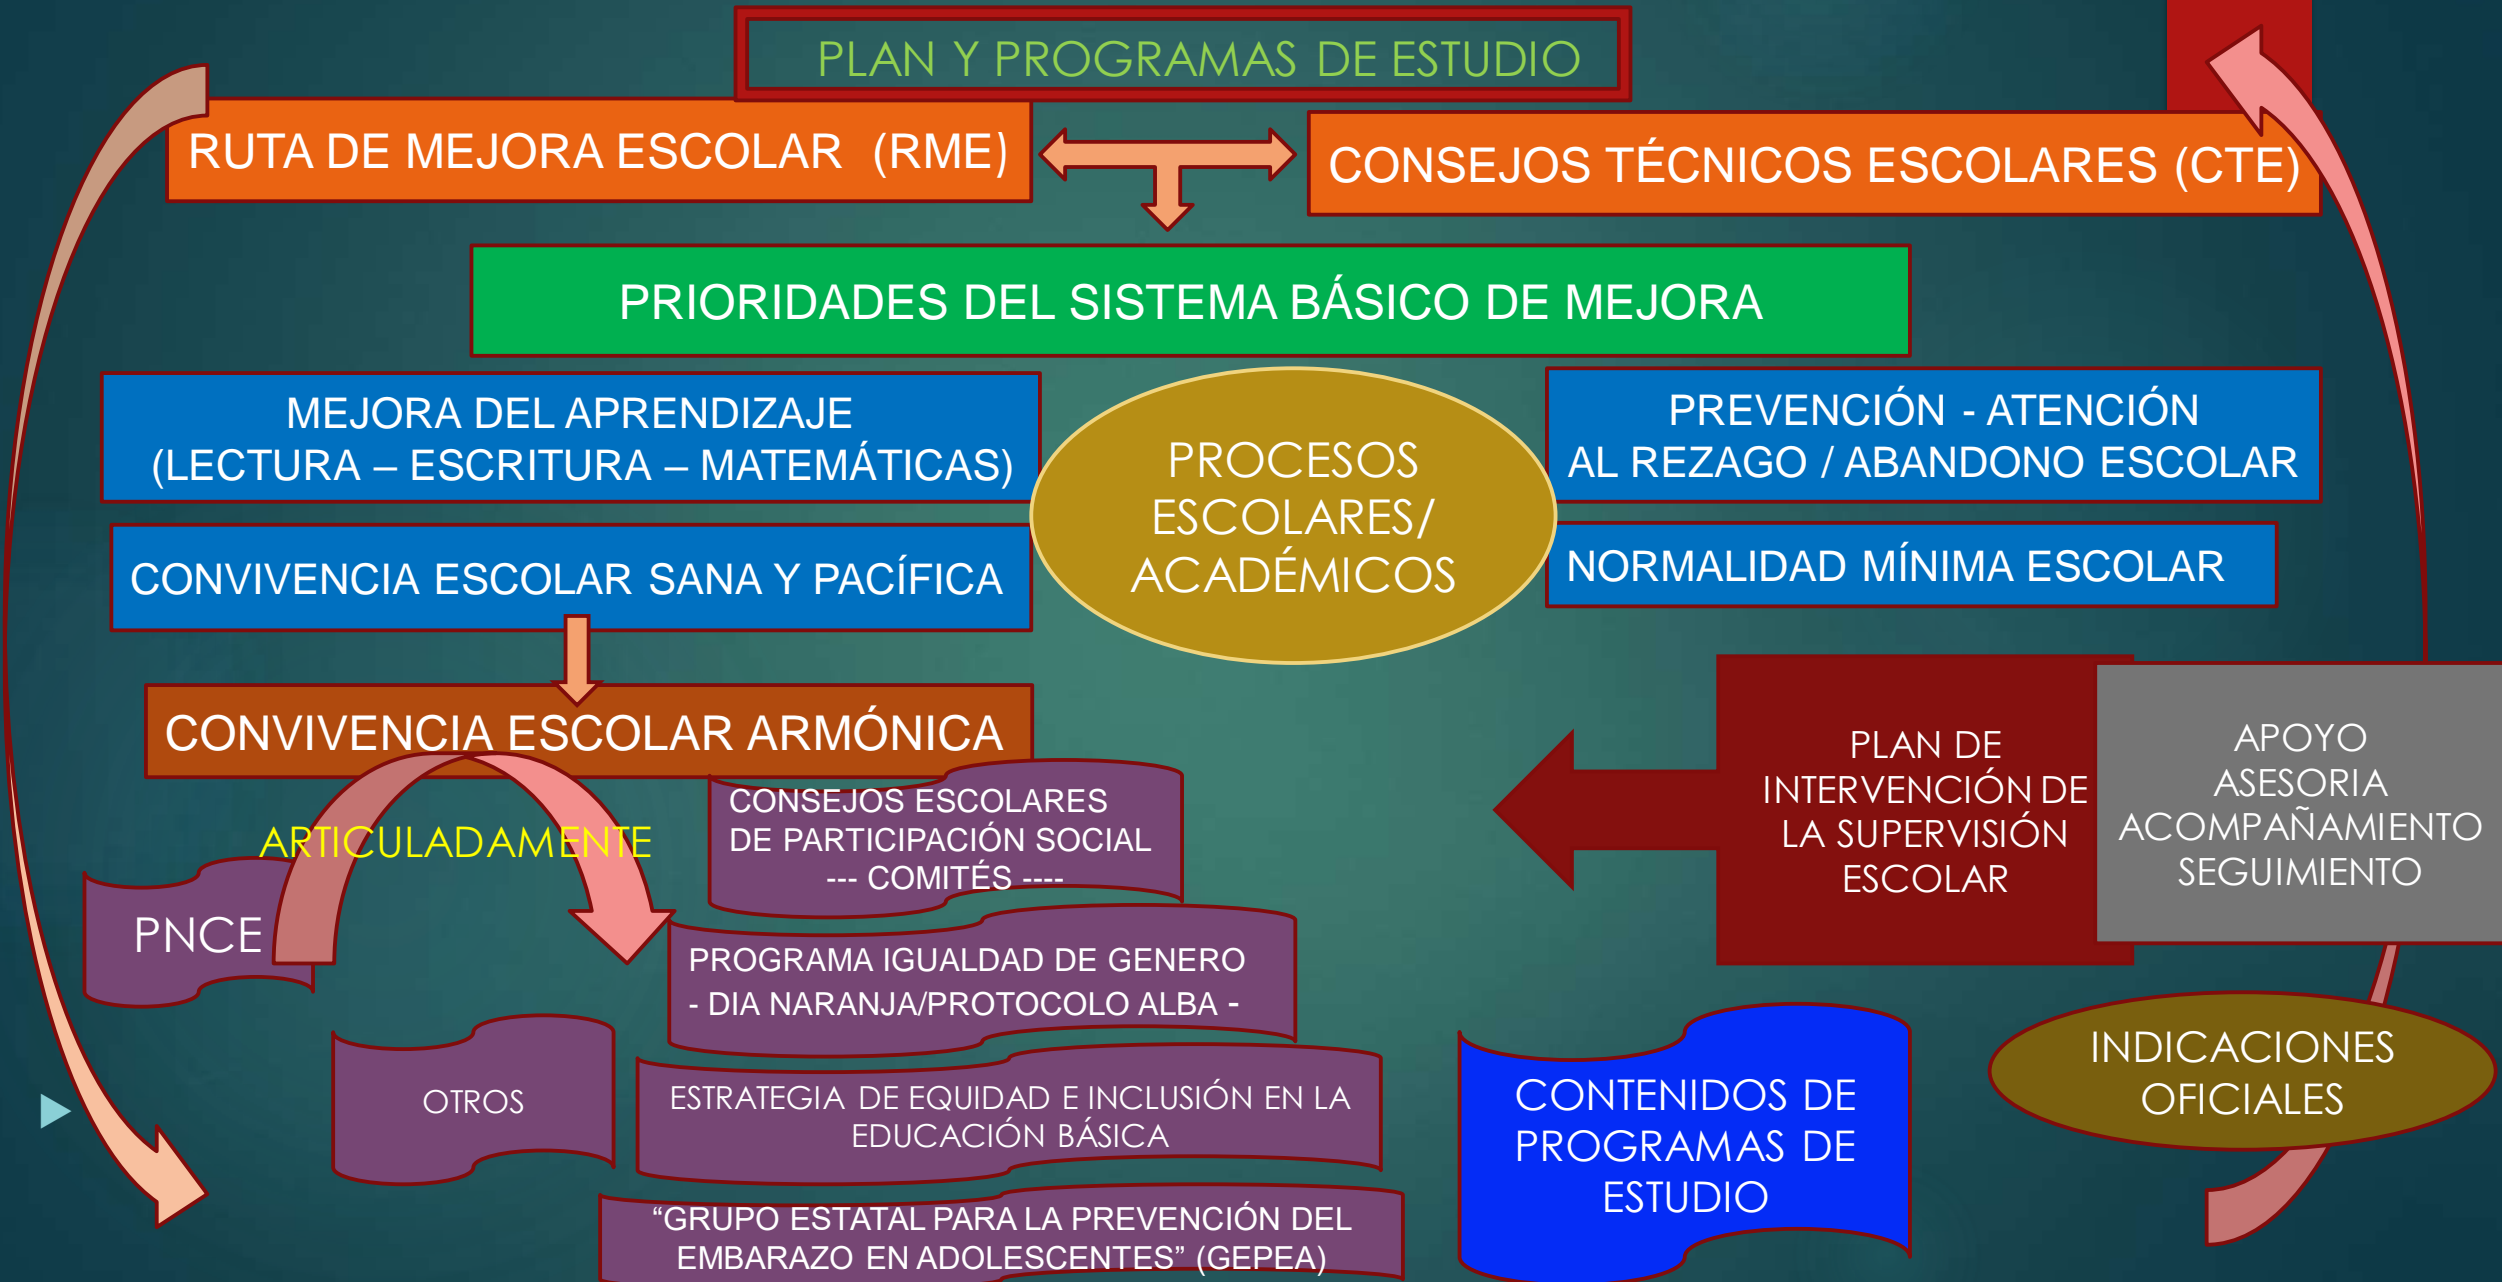 PLAN Y PROGRAMAS DE ESTUDIO
RUTA DE MEJORA ESCOLAR (RME)
CONSEJOS TÉCNICOS ESCOLARES (CTE)
PRIORIDADES DEL SISTEMA BÁSICO DE MEJORA
MEJORA DEL APRENDIZAJE
(LECTURA – ESCRITURA – MATEMÁTICAS)
PROCESOS
ESCOLARES/
ACADÉMICOS
PREVENCIÓN - ATENCIÓN
AL REZAGO / ABANDONO ESCOLAR
CONVIVENCIA ESCOLAR SANA Y PACÍFICA
NORMALIDAD MÍNIMA ESCOLAR
CONVIVENCIA ESCOLAR ARMÓNICA
PLAN DE
INTERVENCIÓN DE
LA SUPERVISIÓN
ESCOLAR
APOYO
ASESORIA
ACOMPAÑAMIENTO
SEGUIMIENTO
ARTICULADAMENTE
CONSEJOS ESCOLARES
DE PARTICIPACIÓN SOCIAL
--- COMITÉS ----
PNCE
PROGRAMA IGUALDAD DE GENERO
- DIA NARANJA/PROTOCOLO ALBA -
OTROS
ESTRATEGIA DE EQUIDAD E INCLUSIÓN EN LA
EDUCACIÓN BÁSICA
CONTENIDOS DE
PROGRAMAS DE
ESTUDIO
INDICACIONES
OFICIALES
“GRUPO ESTATAL PARA LA PREVENCIÓN DEL
EMBARAZO EN ADOLESCENTES” (GEPEA)